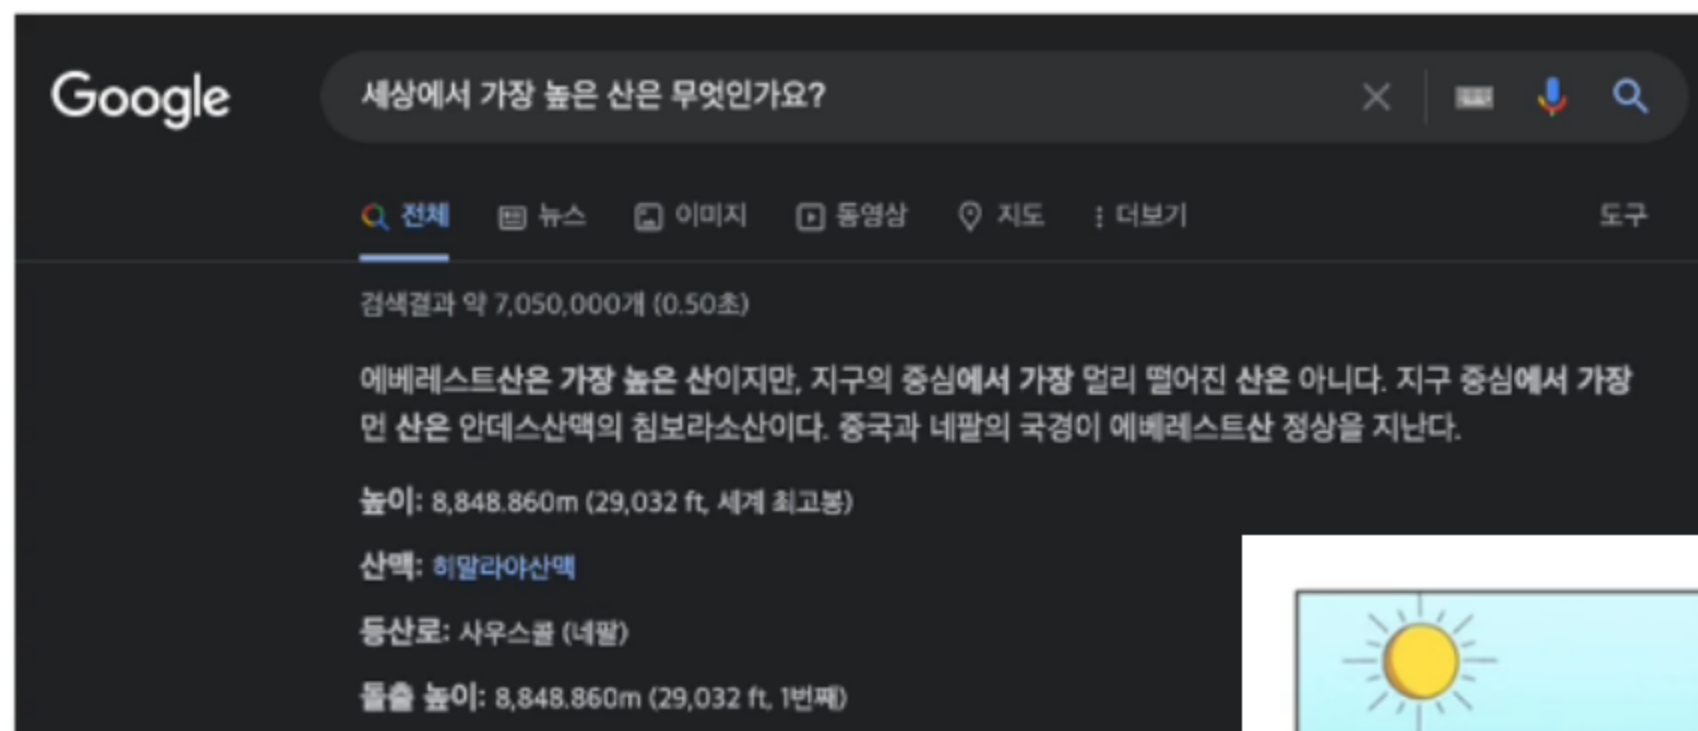 Google
세상에서 가장 높은 산은 무엇인가요?
전체 뉴스 이미지 동영상 지도 더보기 도구
검색결과 약 7,050,000개 (0.50초)
에베레스트산은 가장 높은 산이지만, 지구의 중심에서 가장 멀리 떨어진 산은 아니다. 지구 중심에서 가장
먼 산은 안데스산맥의 침보라소산이다. 중국과 네팔의 국경이 에베레스트산 정상을 지난다.
높이: 8,848.860m (29,032 ft, 세계 최고봉)
산맥: 히말라야산맥
등산로: 사우스콜 (네팔)
돌출 높이: 8,848.860m (29,032 ft, 1번째)